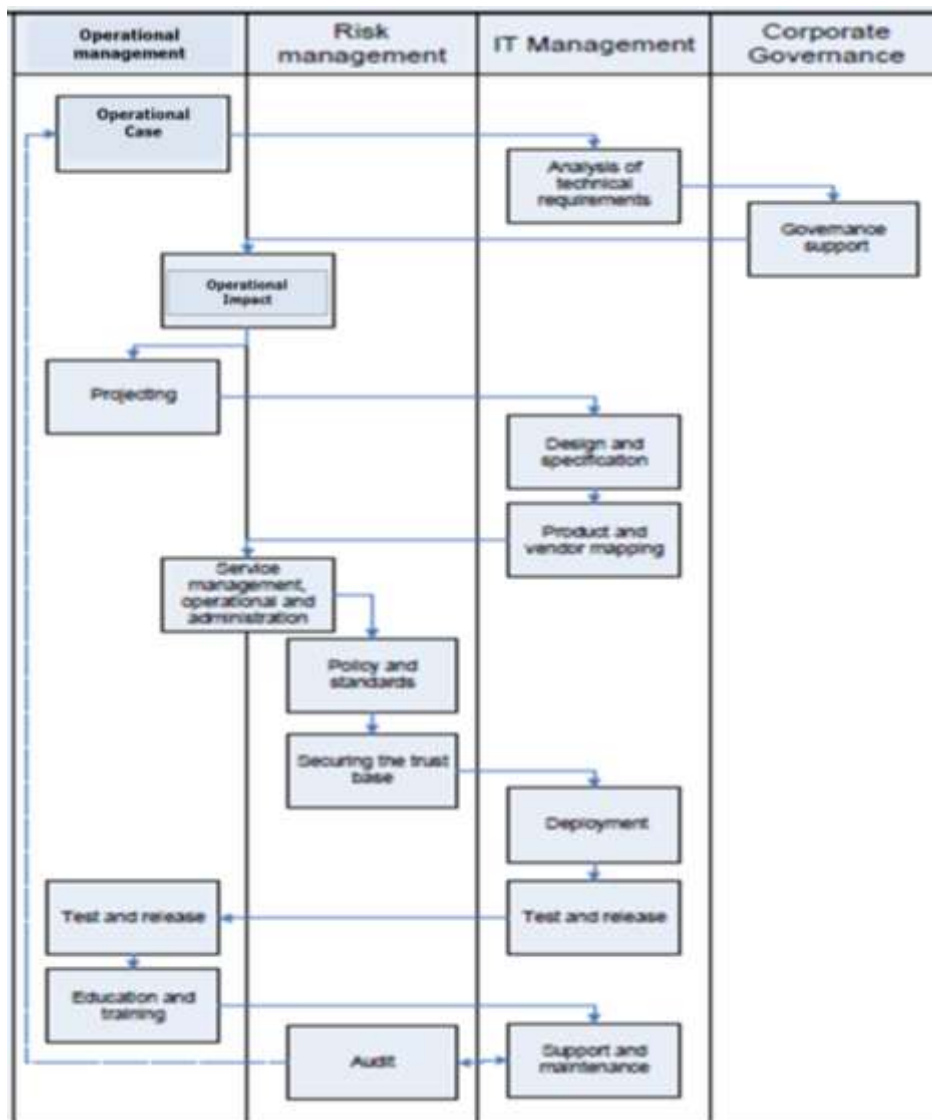 Operational
management
Risk
management
IT Management
Corporate
Governance
Operational
Case
Analysis of
technical
requirements
Governance
support
Operational
Impact
Projecting
Design and
specification
Product and
vendor mapping
Service
management,
operational and
administration
Policy and
standards
Securing the trust
base
Deployment
Test and release
Test and release
Education and
training
Audit
Support and
maintenance